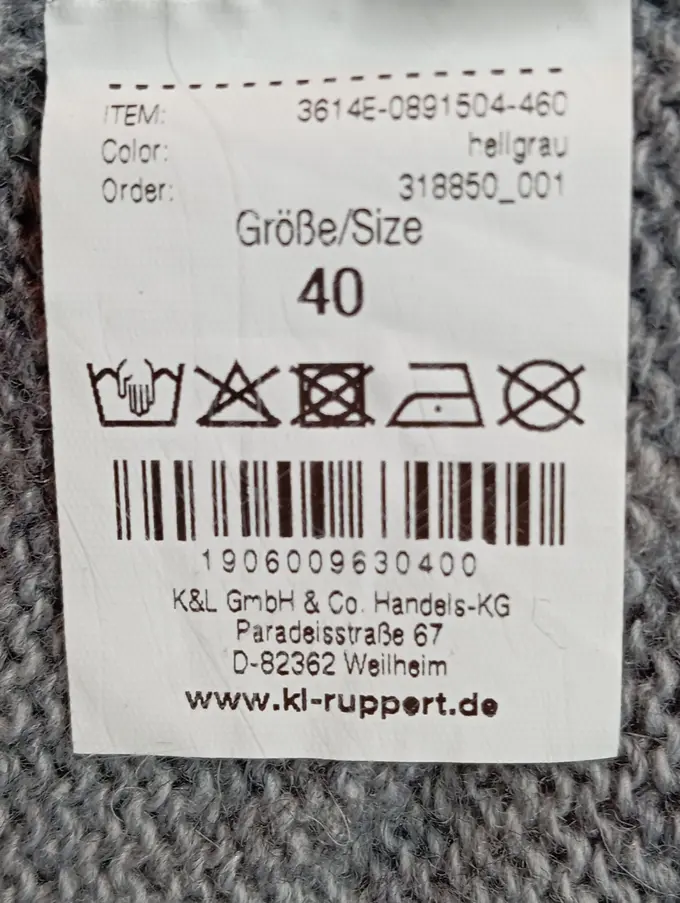 ITEM: 3614E-0891504-460
Color: hellgrau
Order: 318850_001
Größe/Size
40
1906009630400
K&L GmbH & Co. Handels-KG
Paradeisstraße 67
D-82362 Weilheim
www.kl-ruppert.de